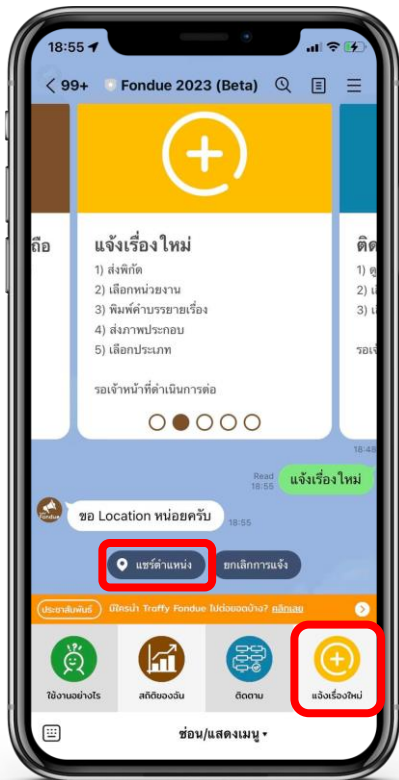 18:55
99+ Fondue 2023 (Beta)
ถือ
แจ้งเรื่องใหม่
1) ส่งพิกัด
2) เลือกหน่วยงาน
3) พิมพ์คำบรรยายเรื่อง
4) ส่งภาพประกอบ
5) เลือกประเภท
รอเจ้าหน้าที่ดำเนินการต่อ
1)
2)
3)
18:48
Read
18:55
แจ้งเรื่องใหม่
Fondue
ขอ Location หน่อยครับ
18:55
แชร์ตำแหน่ง
ยกเลิกการแจ้ง
ประชาสัมพันธ์ มีใครนำ Traffy Fondue ไปต่อยอดบ้าง? คลิกเลย
ใช้งานอย่างไร
สถิติของฉัน
ติดตาม
แจ้งเรื่องใหม่
ซ่อน/แสดงเมนู